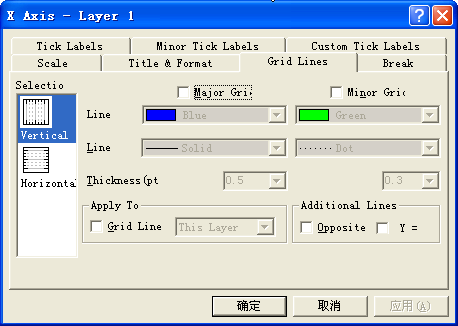 X Axis - Layer 1
Tick Labels Minor Tick Labels Custom Tick Labels
Scale Title & Format Grid Lines Break
Selectio
Major Gri Minor Gric
Line Blue Green
Vertical
Line Solid Dot
Horizonta
Thickness(pt 0.5 0.3
Apply To Additional Lines
Grid Line This Layer Opposite Y =
确定 取消 应用(A)